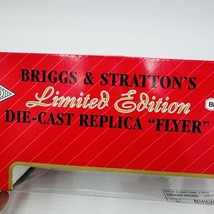 BRIGGS & STRATTON'S
Limited Edition
DIE-CAST REPLICA "FLYER"